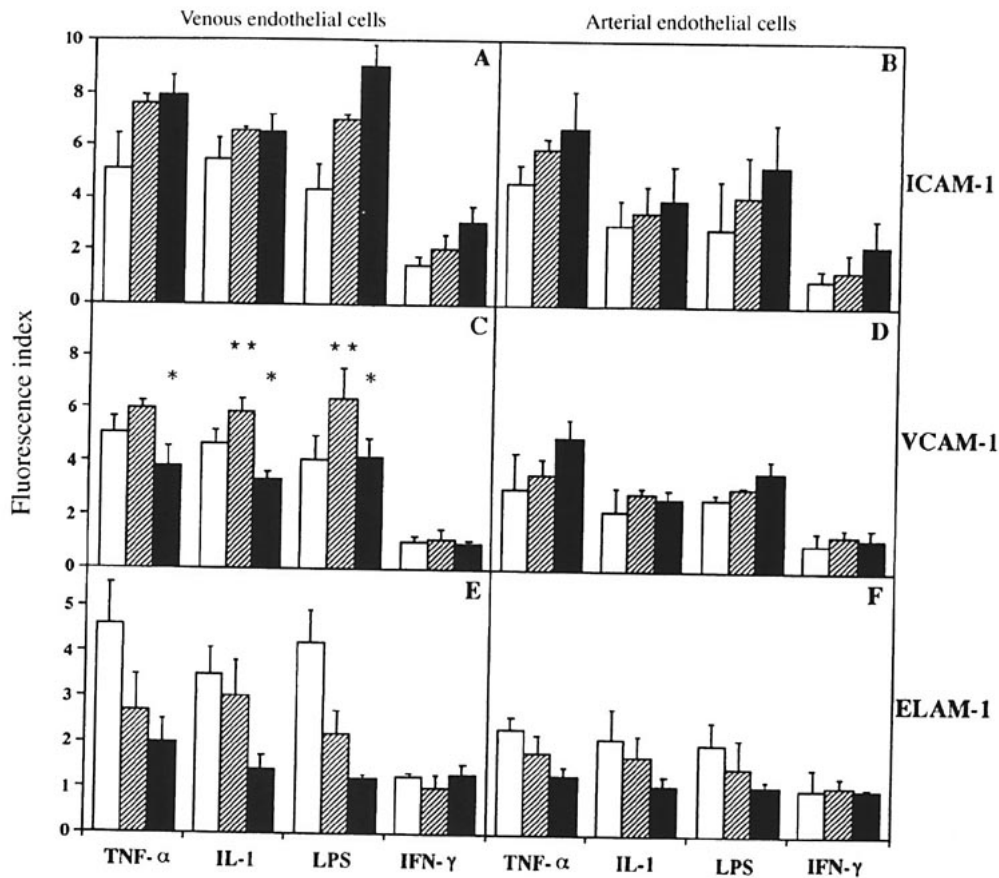 Venous endothelial cells
Arterial endothelial cells
10
8
6
4
2
0
A
B
ICAM-1
8
6
4
2
0
C
* *
*
* *
*
D
VCAM-1
Fluorescence index
5
4
3
2
1
0
E
F
ELAM-1
TNF- α
IL-1
LPS
IFN-γ
TNF- α
IL-1
LPS
IFN-γ